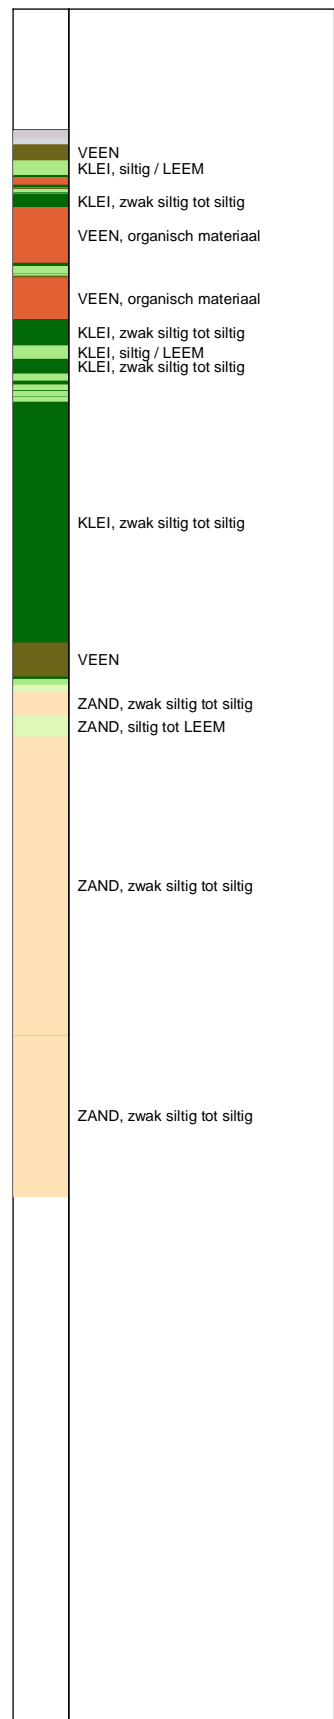 VEEN
KLEI, siltig / LEEM
KLEI, zwak siltig tot siltig
VEEN, organisch materiaal
VEEN, organisch materiaal
KLEI, zwak siltig tot siltig
KLEI, siltig / LEEM
KLEI, zwak siltig tot siltig
KLEI, zwak siltig tot siltig
VEEN
ZAND, zwak siltig tot siltig
ZAND, siltig tot LEEM
ZAND, zwak siltig tot siltig
ZAND, zwak siltig tot siltig